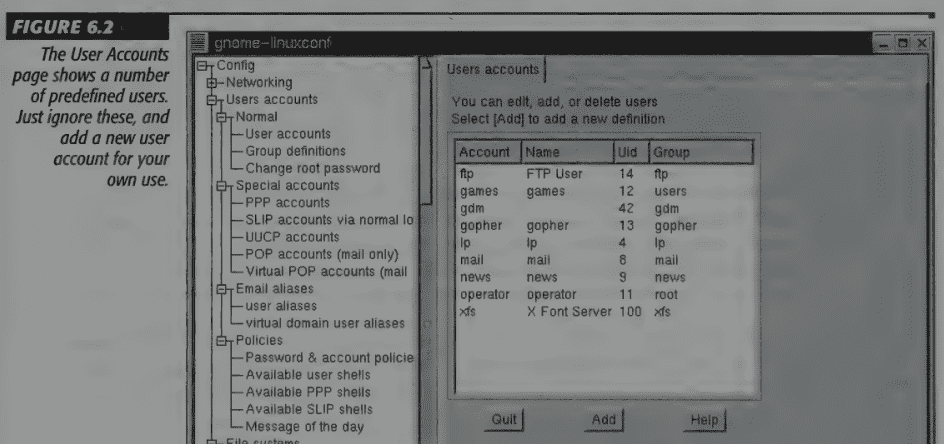 FIGURE 6.2
The User Accounts
page shows a number
of predefined users.
Just ignore these, and
add a new user
account for your
own use.
gnome-linuxconf
Config
Networking
Users accounts
Normal
User accounts
Group definitions
Change root password
Special accounts
PPP accounts
SLIP accounts via normal lo
UUCP accounts
POP accounts (mail only)
Virtual POP accounts (mail
Email aliases
user aliases
virtual domain user aliases
Policies
Password & account policie
Available user shells
Available PPP shells
Available SLIP shells
Message of the day
File systems
Users accounts
You can edit, add, or delete users
Select [Add] to add a new definition
Account Name Uid Group
ftp FTP User 14 ftp
games games 12 users
gdm 42 gdm
gopher gopher 13 gopher
lp lp 4 lp
mail mail 8 mail
news news 9 news
operator operator 11 root
xfs X Font Server 100 xfs
Quit Add Help